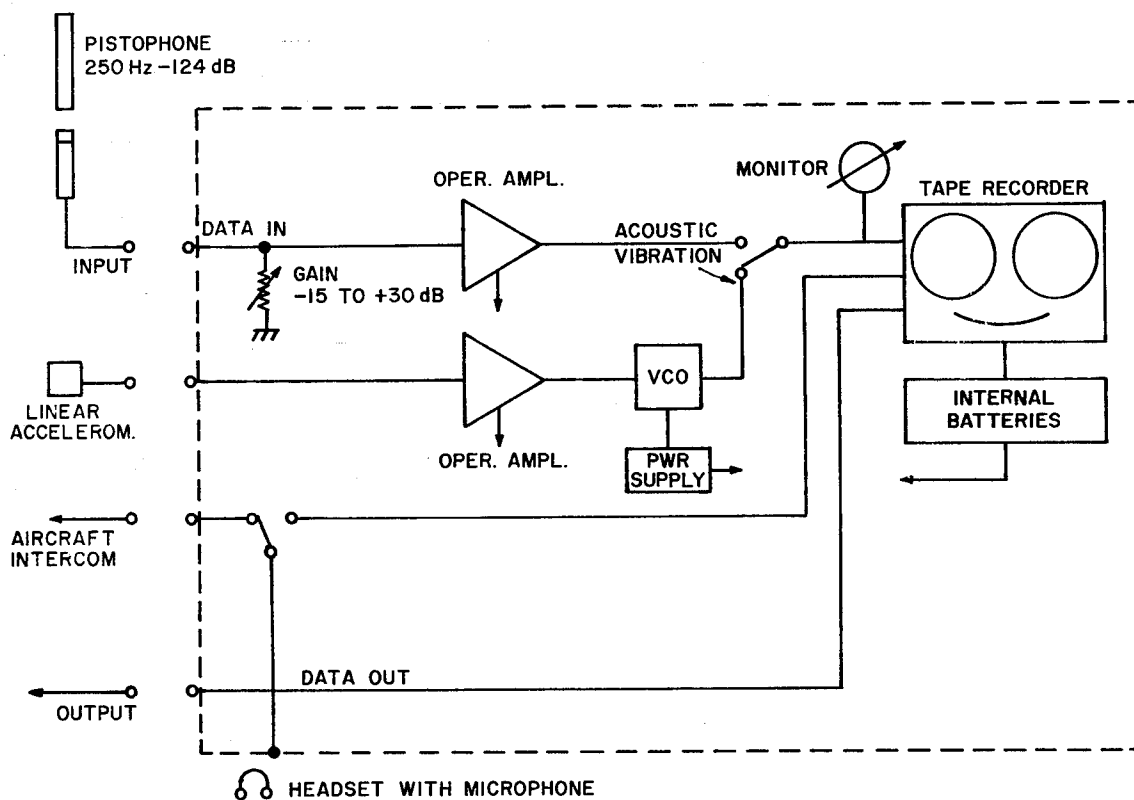 PISTOPHONE
250 Hz –124 dB
MONITOR
TAPE RECORDER
OPER. AMPL.
DATA IN
ACOUSTIC
VIBRATION
INPUT
GAIN
–15 TO +30 dB
VCO
INTERNAL
BATTERIES
LINEAR
ACCELEROM.
OPER. AMPL.
PWR
SUPPLY
AIRCRAFT
INTERCOM
DATA OUT
OUTPUT
HEADSET WITH MICROPHONE